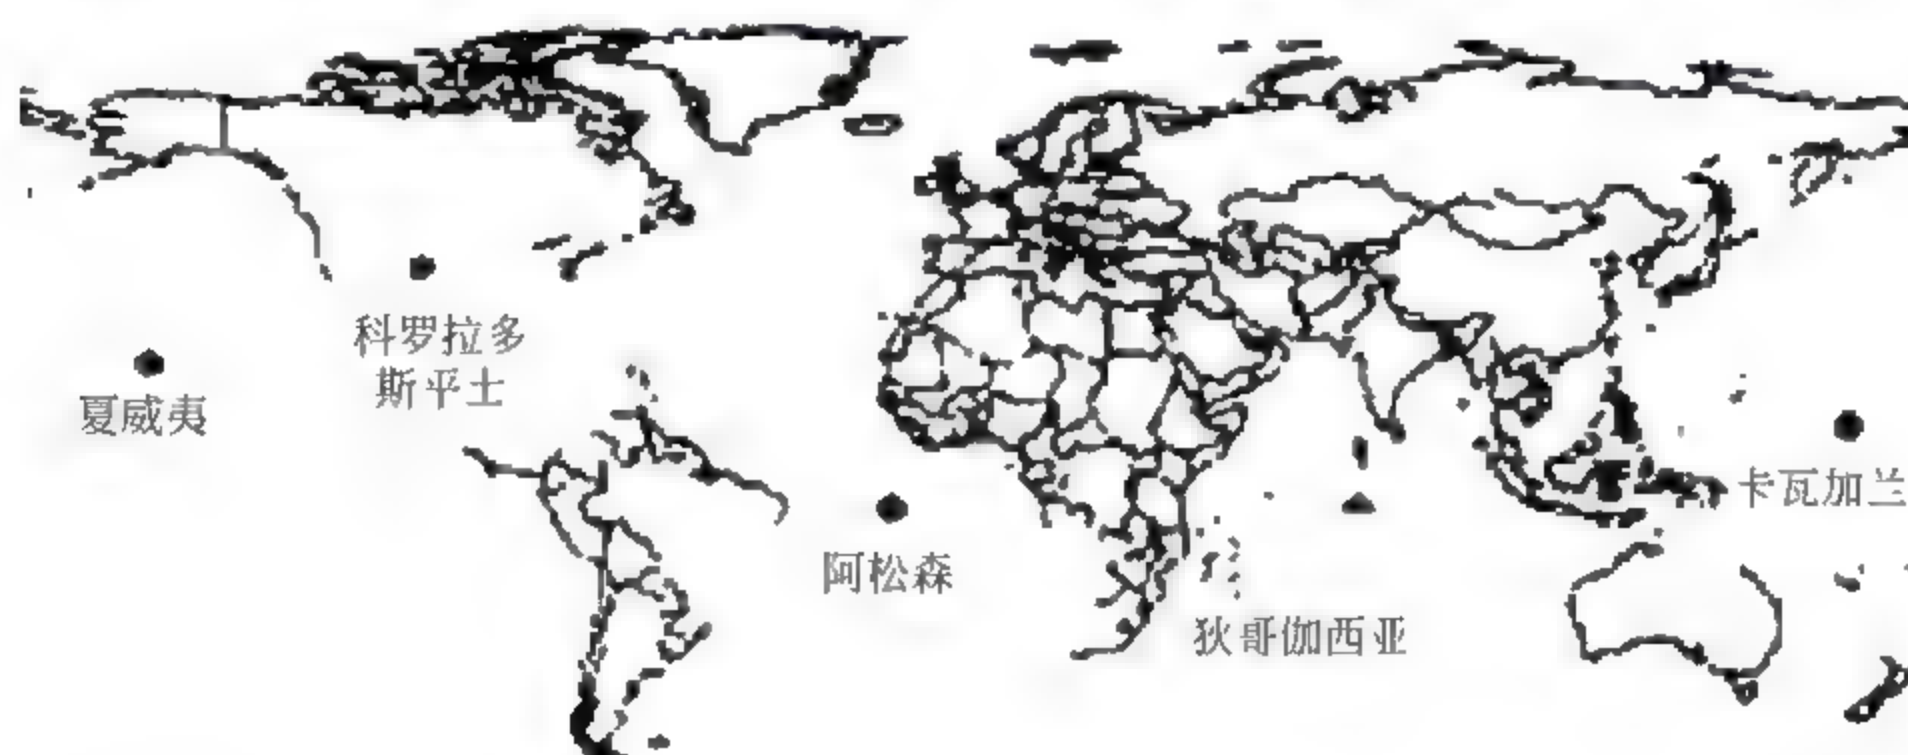 科罗拉多
斯平士
夏威夷
卡瓦加兰
阿松森
狄哥伽西亚